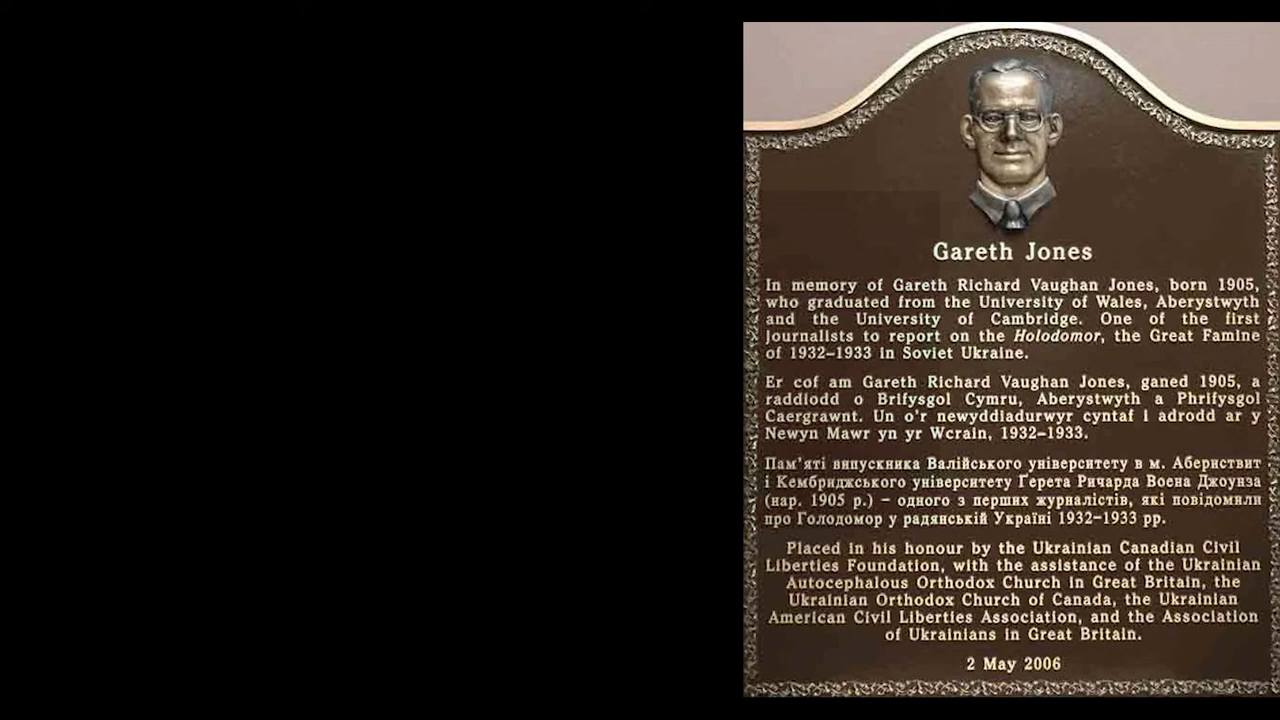 Gareth Jones
In memory of Gareth Richard Vaughan Jones, born 1905,
who graduated from the University of Wales, Aberystwyth
and the University of Cambridge. One of the first
journalists to report on the Holodomor, the Great Famine
of 1932–1933 in Soviet Ukraine.
Er cof am Gareth Richard Vaughan Jones, ganed 1905, a
raddiodd o Brifysgol Cymru, Aberystwyth a Phrifysgol
Caergrawnt. Un o'r newyddiadurwyr cyntaf i adrodd ar y
Newyn Mawr yn yr Wcrain, 1932–1933.
Пам'яті випускника Валійського університету в м. Абериствит
і Кембриджського університету Ґерета Ричарда Воена Джоунза
(нар. 1905 р.) – одного з перших журналістів, які повідомили
про Голодомор у радянській Україні 1932–1933 рр.
Placed in his honour by the Ukrainian Canadian Civil
Liberties Foundation, with the assistance of the Ukrainian
Autocephalous Orthodox Church in Great Britain, the
Ukrainian Orthodox Church of Canada, the Ukrainian
American Civil Liberties Association, and the Association
of Ukrainians in Great Britain.
2 May 2006